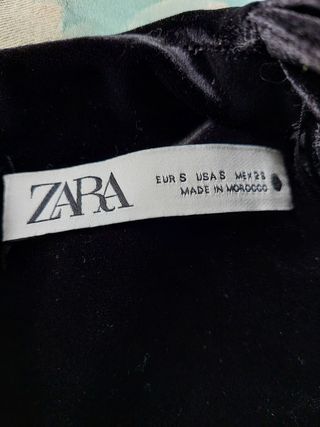 ZARA
EUR S USA S MEX 26
MADE IN MOROCCO